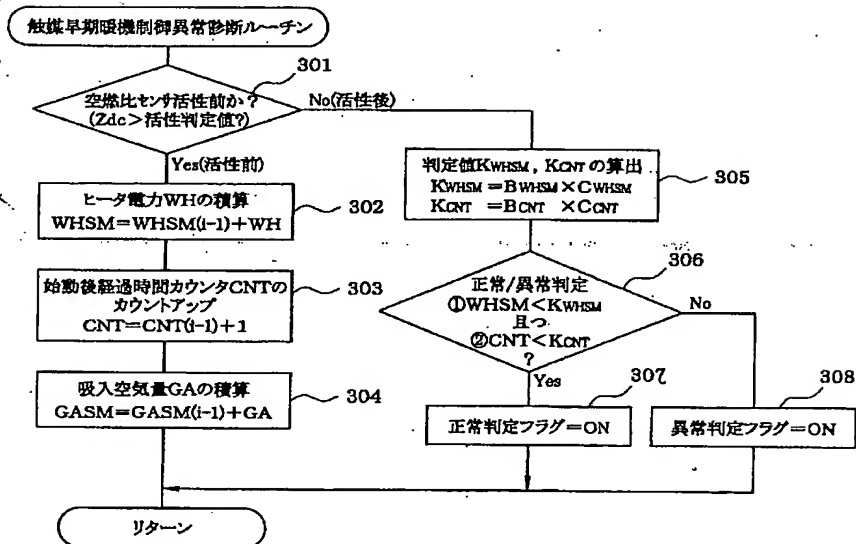 触媒早期暖機制御異常診断ルーチン
301
空燃比センサ活性前か?
(Zdc>活性判定値?)
No(活性後)
Yes(活性前)
ヒータ電力WHの積算
WHSM=WHSM(i-1)+WH
302
始動後経過時間カウンタCNTの
カウントアップ
CNT=CNT(i-1)+1
303
吸入空気量GAの積算
GASM=GASM(i-1)+GA
304
判定値KWHSM, KCNTの算出
KWHSM=BWHSM×CWHSM
KCNT =BCNT ×CCNT
305
306
正常/異常判定
①WHSM<KWHSM
且つ
②CNT<KCNT
?
No
Yes
307
正常判定フラグ=ON
308
異常判定フラグ=ON
リターン